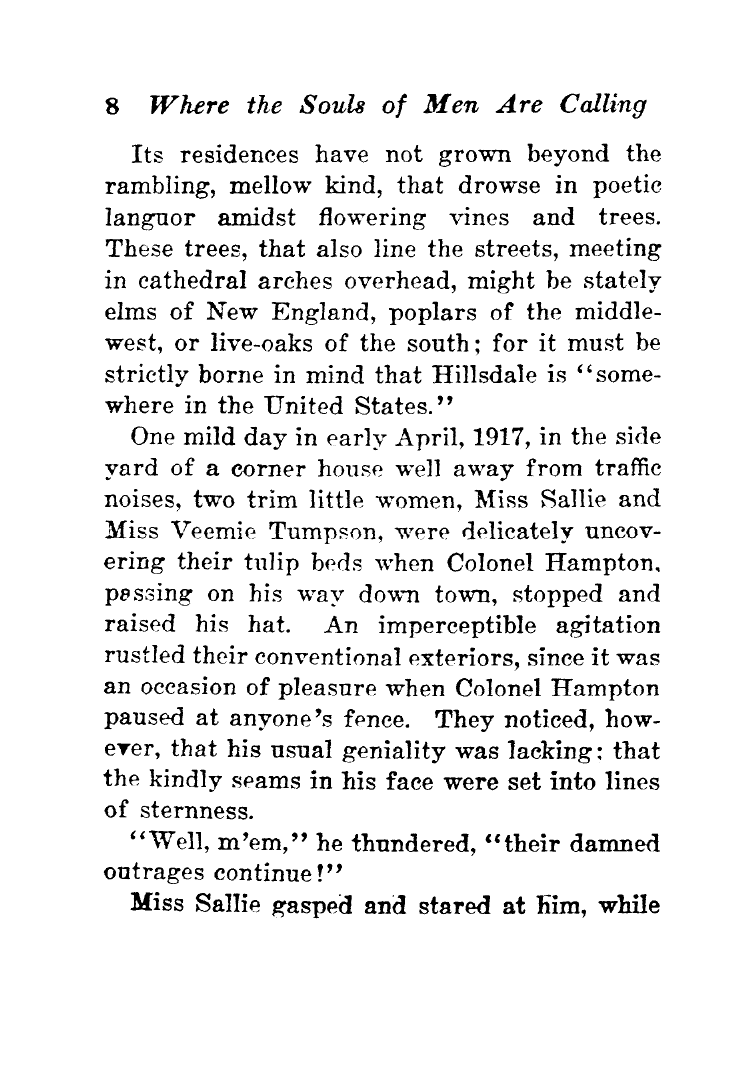 8 Where the Souls of Men Are Calling
Its residences have not grown beyond the
rambling, mellow kind, that drowse in poetic
languor amidst flowering vines and trees.
These trees, that also line the streets, meeting
in cathedral arches overhead, might be stately
elms of New England, poplars of the middle-
west, or live-oaks of the south; for it must be
strictly borne in mind that Hillsdale is “some-
where in the United States.”
One mild day in early April, 1917, in the side
yard of a corner house well away from traffic
noises, two trim little women, Miss Sallie and
Miss Veemie Tumpson, were delicately uncov-
ering their tulip beds when Colonel Hampton,
passing on his way down town, stopped and
raised his hat. An imperceptible agitation
rustled their conventional exteriors, since it was
an occasion of pleasure when Colonel Hampton
paused at anyone’s fence. They noticed, how-
ever, that his usual geniality was lacking; that
the kindly seams in his face were set into lines
of sternness.
“Well, m’em,” he thundered, “their damned
outrages continue!”
Miss Sallie gasped and stared at him, while